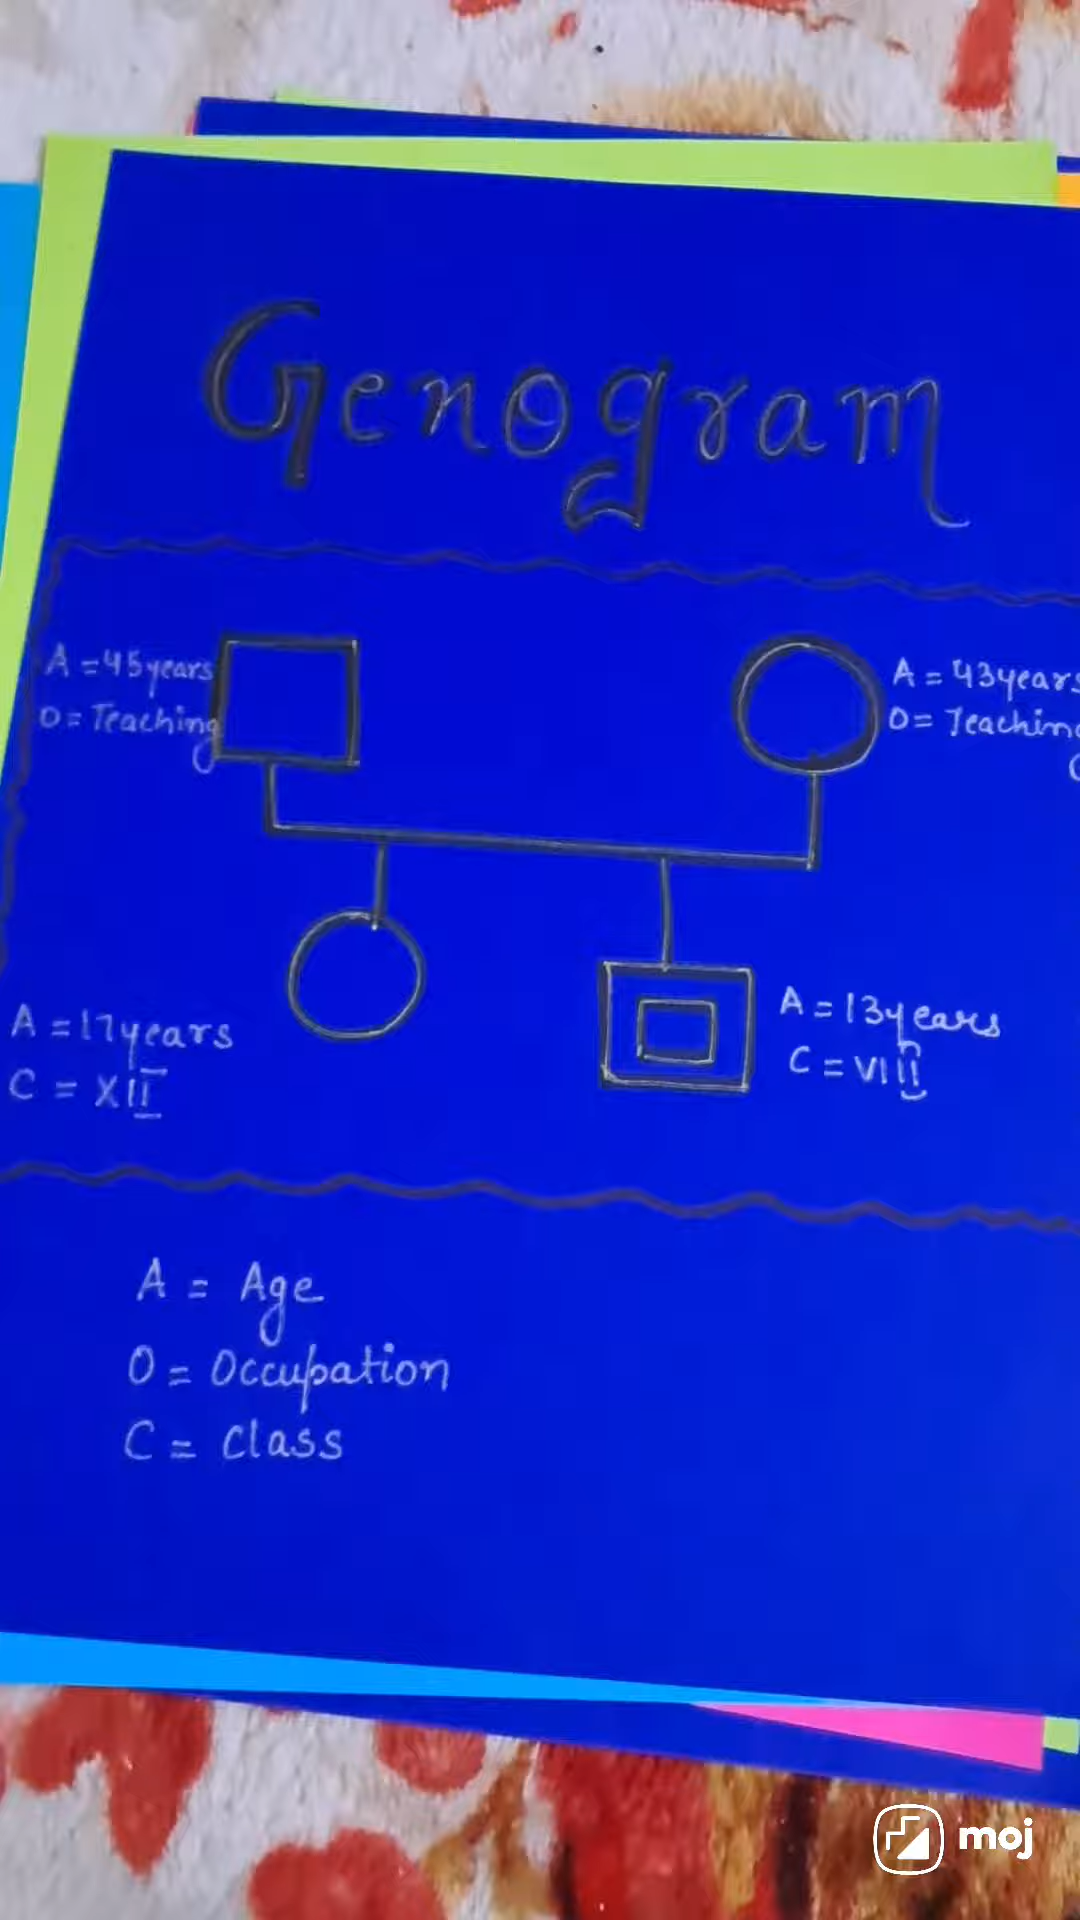 Genogram
A = 45years
O = Teaching
A = 43years
O = Teaching
A = 17years
C = XII
A = 13years
C = VIII
A = Age
O = Occupation
C = Class
moj